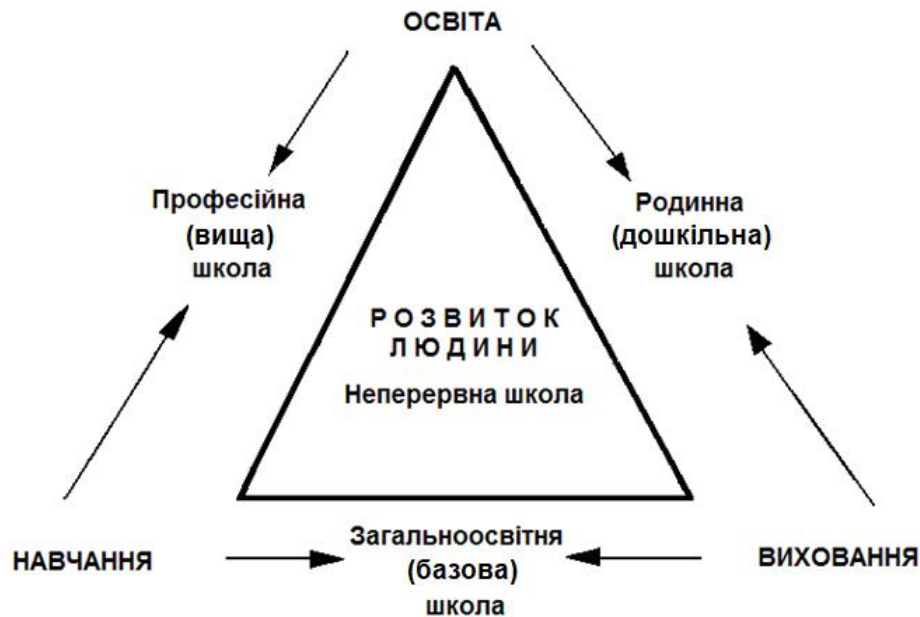 ОСВІТА
Професійна
(вища)
школа
Родинна
(дошкільна)
школа
РОЗВИТОК
ЛЮДИНИ
Неперервна школа
НАВЧАННЯ
Загальноосвітня
(базова)
школа
ВИХОВАННЯ